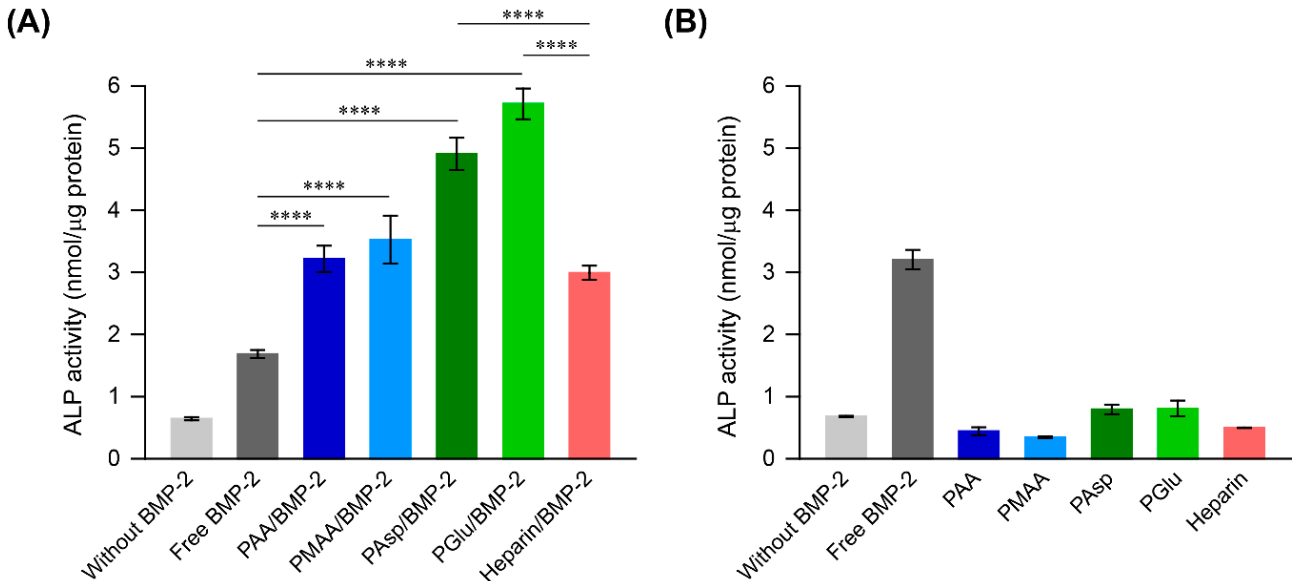 (A)
ALP activity (nmol/μg protein)
6
5
4
3
2
1
0
****
****
****
****
****
****
Without BMP-2
Free BMP-2
PAA/BMP-2
PMAA/BMP-2
PAsp/BMP-2
PGlu/BMP-2
Heparin/BMP-2
(B)
ALP activity (nmol/μg protein)
6
5
4
3
2
1
0
Without BMP-2
Free BMP-2
PAA
PMAA
PAsp
PGlu
Heparin